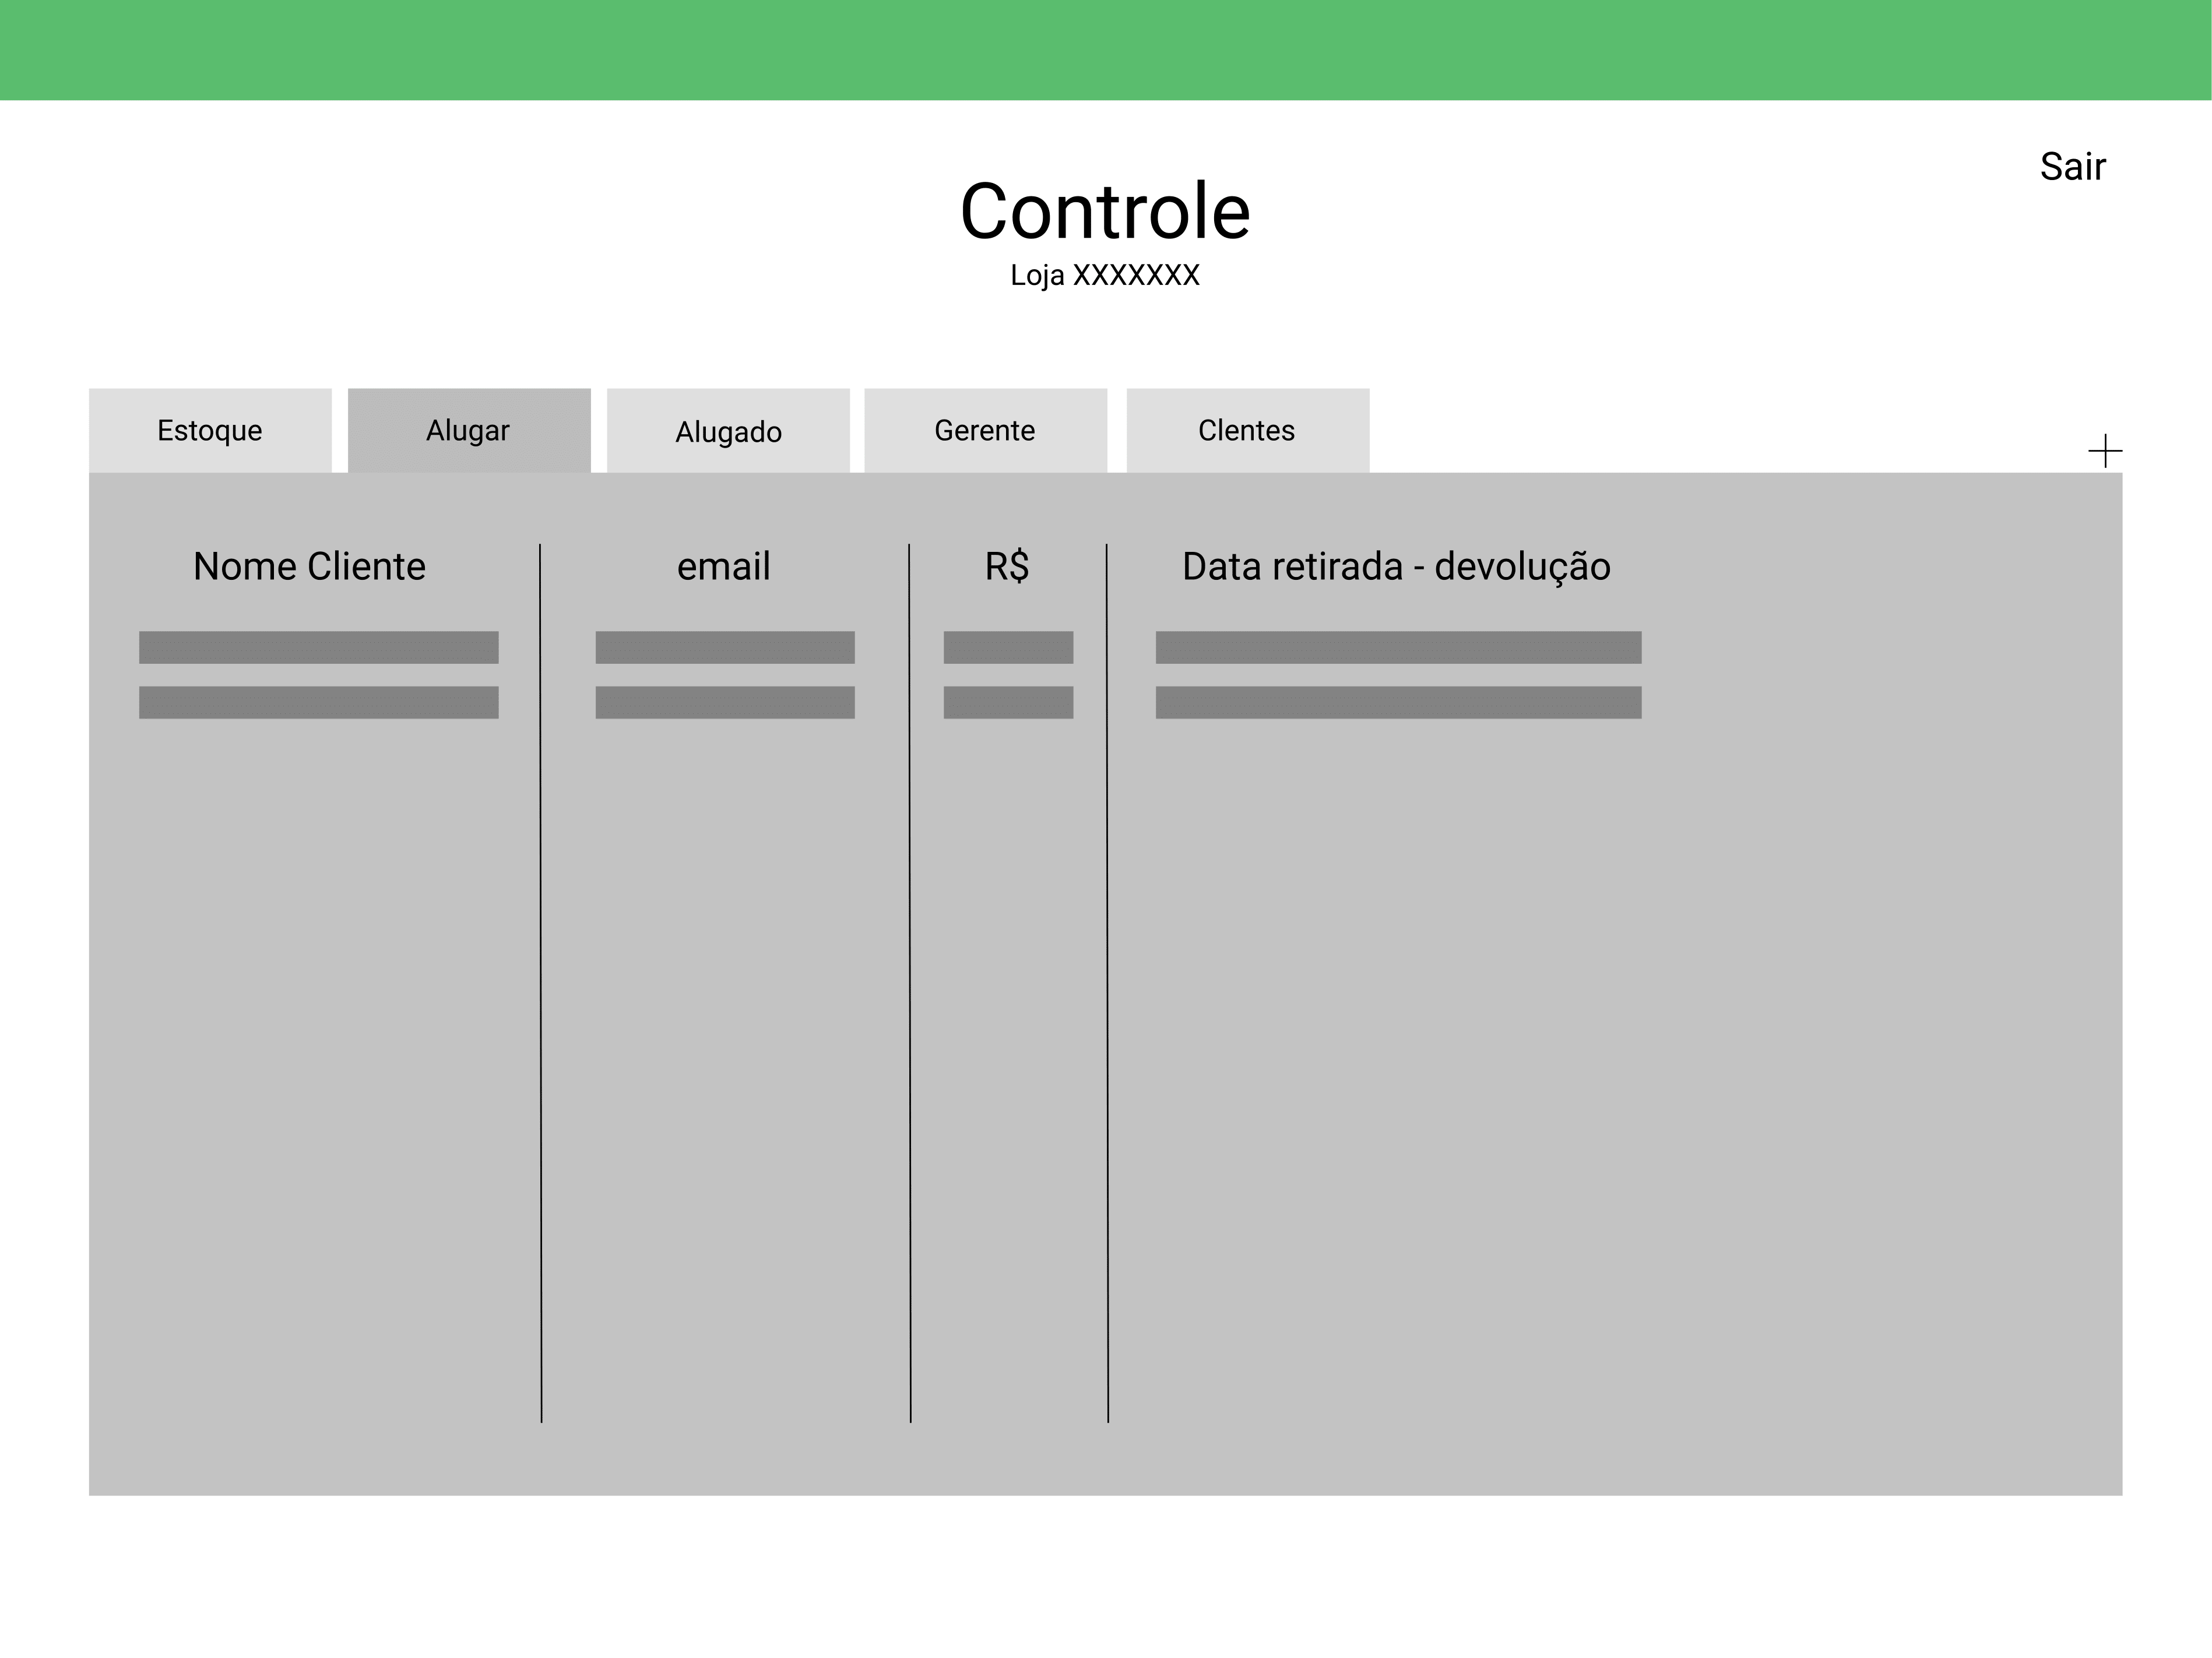 Sair
Controle
Loja XXXXXXX
Estoque
Alugar
Alugado
Gerente
Clentes
Nome Cliente
email
R$
Data retirada - devolução